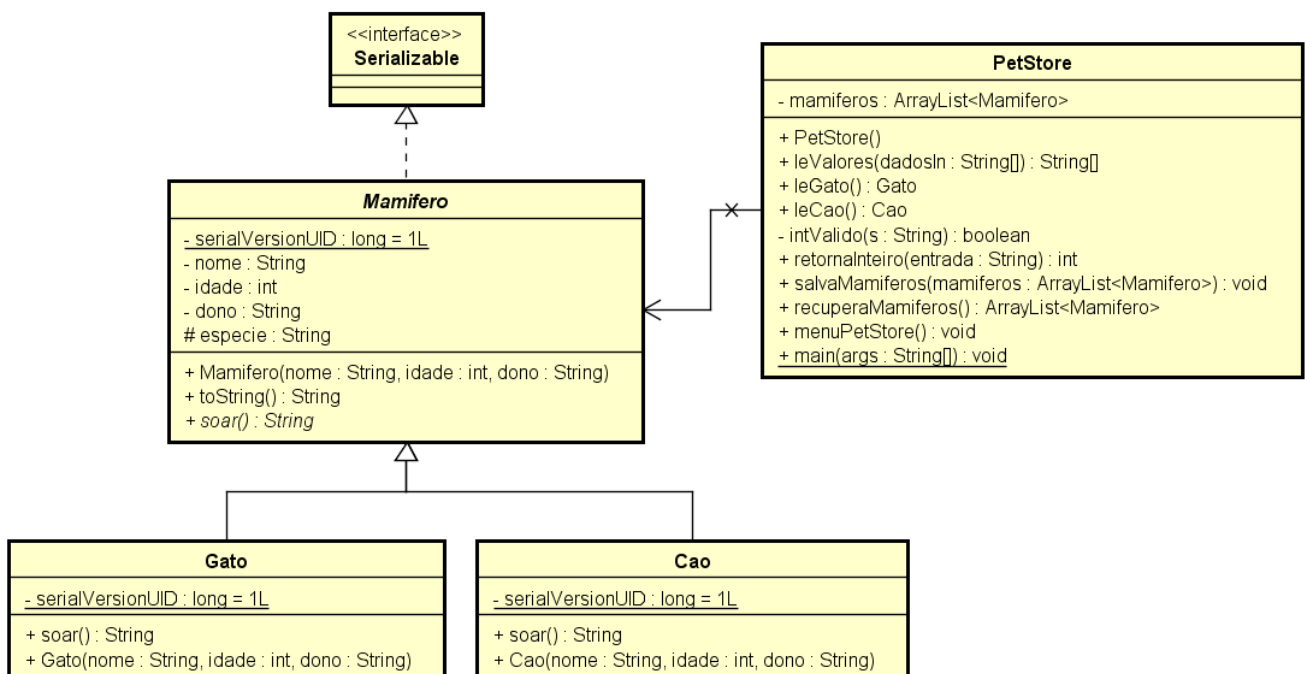 <<interface>>
Serializable
PetStore
- mamiferos : ArrayList<Mamifero>
+ PetStore()
+ leValores(dadosIn : String[]) : String[]
+ leGato() : Gato
+ leCao() : Cao
- intValido(s : String) : boolean
+ retornaInteiro(entrada : String) : int
+ salvaMamiferos(mamiferos : ArrayList<Mamifero>) : void
+ recuperaMamiferos() : ArrayList<Mamifero>
+ menuPetStore() : void
+ main(args : String[]) : void
Mamifero
- serialVersionUID : long = 1L
- nome : String
- idade : int
- dono : String
# especie : String
+ Mamifero(nome : String, idade : int, dono : String)
+ toString() : String
+ soar() : String
Gato
- serialVersionUID : long = 1L
+ soar() : String
+ Gato(nome : String, idade : int, dono : String)
Cao
- serialVersionUID : long = 1L
+ soar() : String
+ Cao(nome : String, idade : int, dono : String)